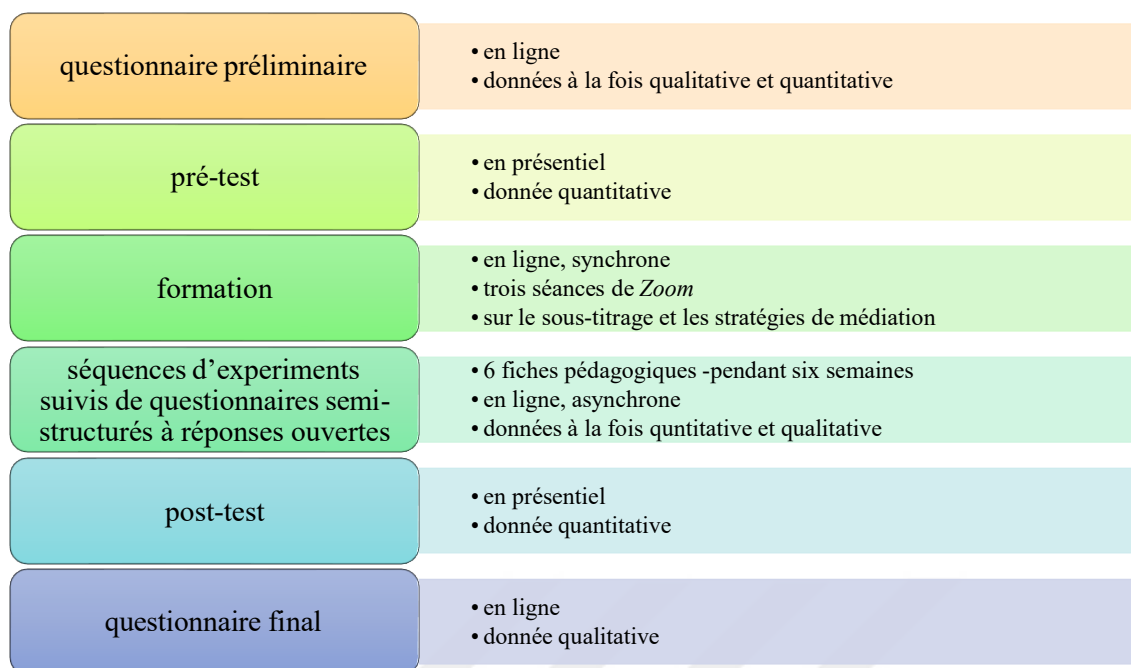 questionnaire préliminaire
• en ligne
• données à la fois qualitative et quantitative
pré-test
• en présentiel
• donnée quantitative
formation
• en ligne, synchrone
• trois séances de Zoom
• sur le sous-titrage et les stratégies de médiation
séquences d'experiments
suivis de questionnaires semi-
structurés à réponses ouvertes
• 6 fiches pédagogiques -pendant six semaines
• en ligne, asynchrone
• données à la fois quntitative et qualitative
post-test
• en présentiel
• donnée quantitative
questionnaire final
• en ligne
• donnée qualitative